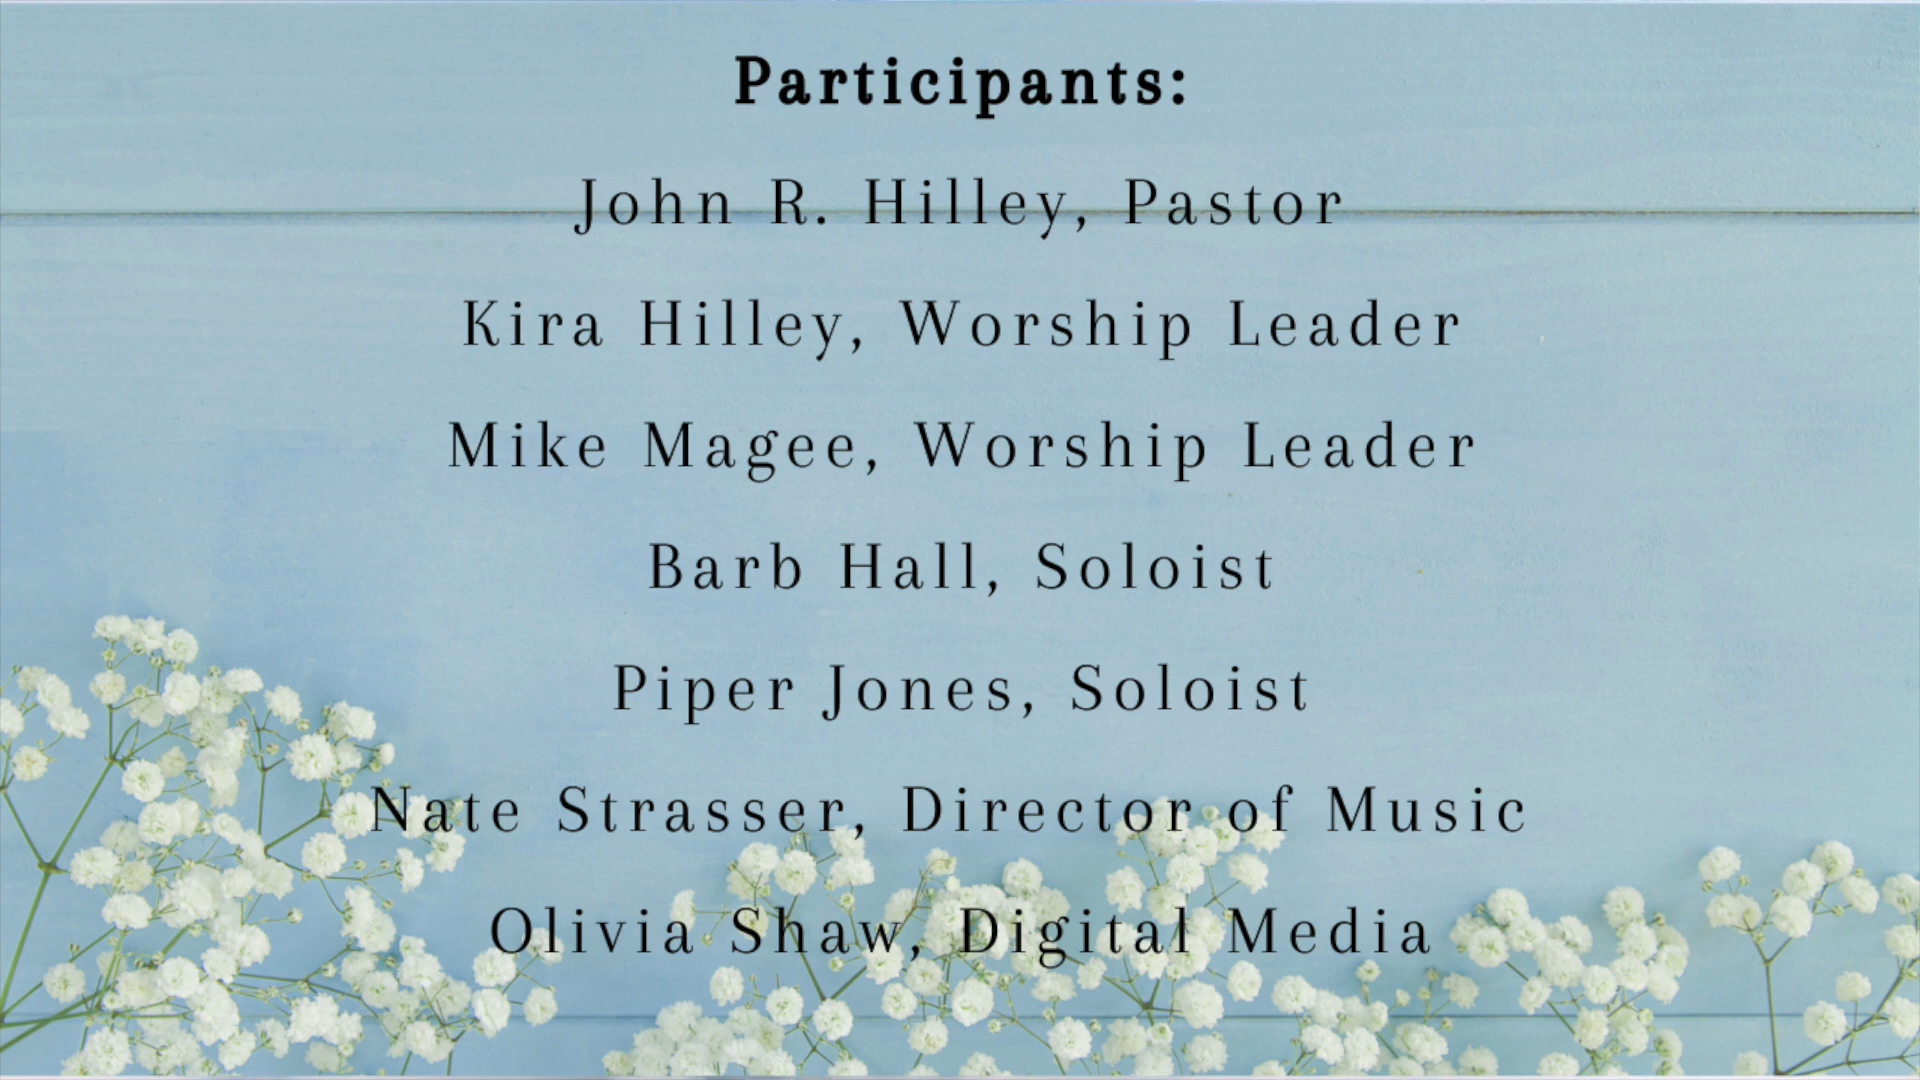 Participants:
John R. Hilley, Pastor
Kira Hilley, Worship Leader
Mike Magee, Worship Leader
Barb Hall, Soloist
Piper Jones, Soloist
Nate Strasser, Director of Music
Olivia Shaw, Digital Media